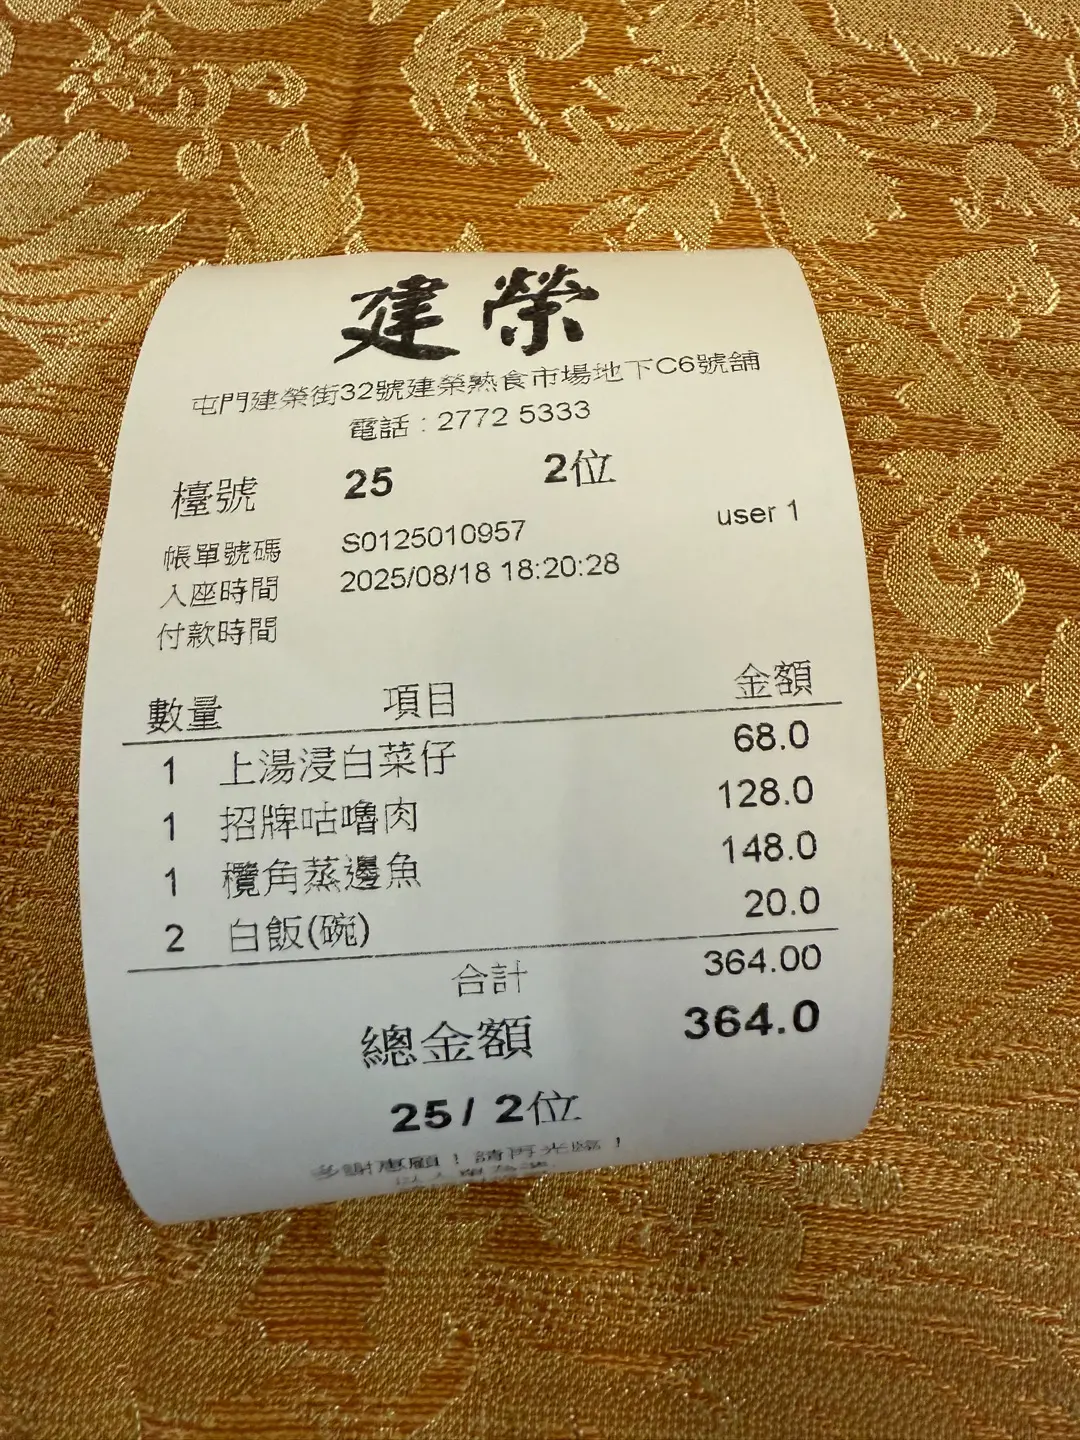 建榮
屯門建榮街32號建榮熟食市場地下C6號舖
電話 : 2772 5333
檯號 25 2位
帳單號碼 S0125010957 user 1
入座時間 2025/08/18 18:20:28
付款時間
數量 項目 金額
1 上湯浸白菜仔 68.0
1 招牌咕嚕肉 128.0
1 欖角蒸邊魚 148.0
2 白飯(碗) 20.0
合計 364.00
總金額 364.0
25 / 2位
多謝惠顧！請再光臨！
以入單為準